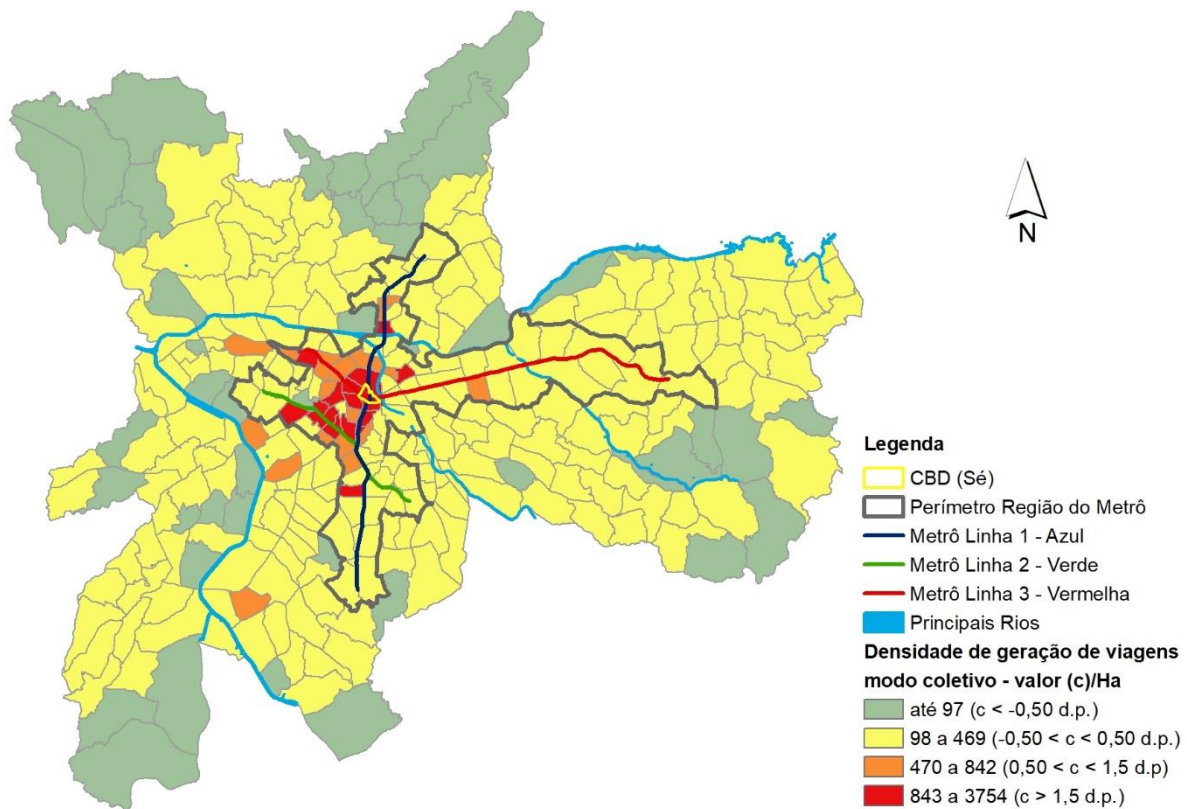 N
Legenda
CBD (Sé)
Perímetro Região do Metrô
Metrô Linha 1 - Azul
Metrô Linha 2 - Verde
Metrô Linha 3 - Vermelha
Principais Rios
Densidade de geração de viagens
modo coletivo - valor (c)/Ha
até 97 (c < -0,50 d.p.)
98 a 469 (-0,50 < c < 0,50 d.p.)
470 a 842 (0,50 < c < 1,5 d.p)
843 a 3754 (c > 1,5 d.p.)